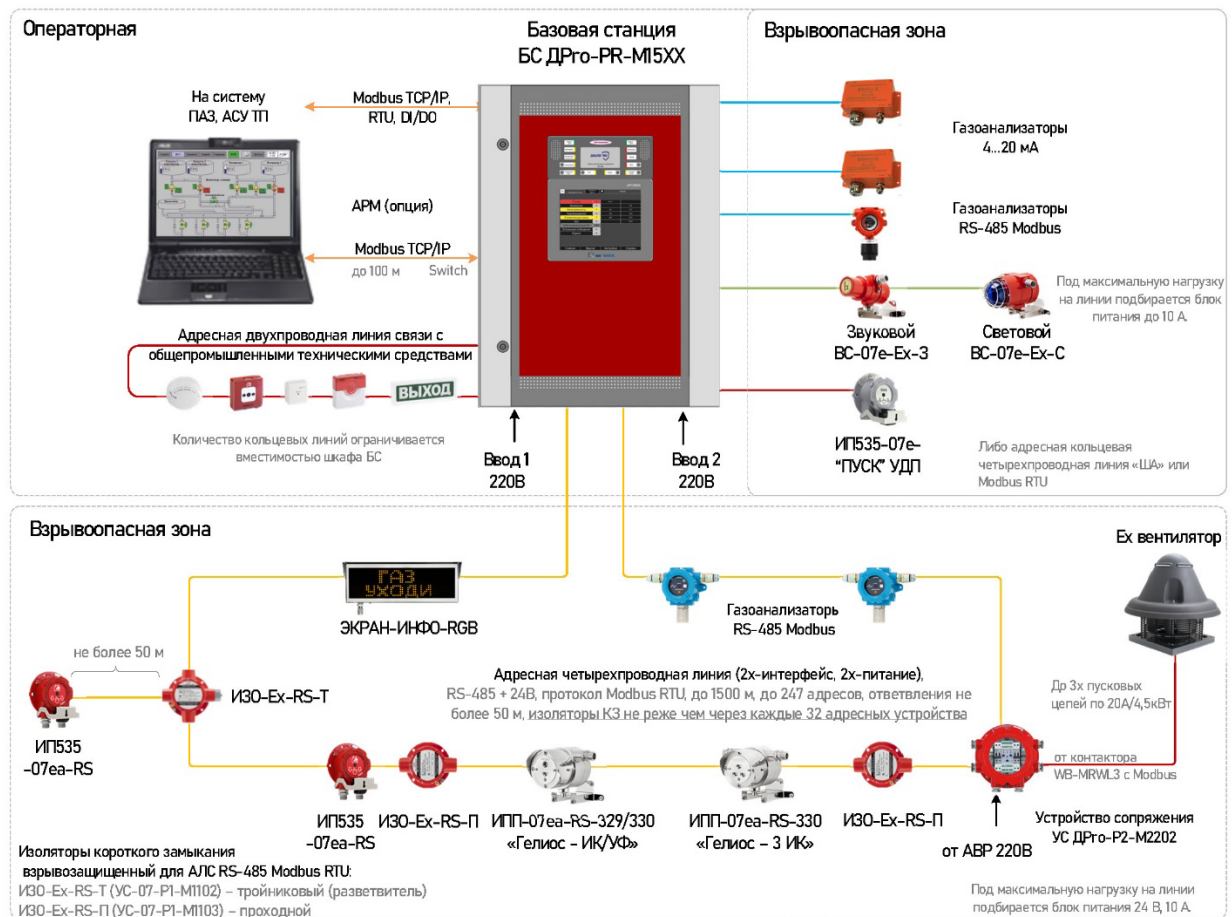 Операторная
Базовая станция
БС ДРго-PR-M15XX
Взрывоопасная зона
На систему
ПАЗ, АСУ ТП
Modbus TCP/IP,
RTU, DI/DO
АРМ (опция)
Modbus TCP/IP
до 100 м
Switch
Адресная двухпроводная линия связи с
общепромышленными техническими средствами
ВЫХОД
Количество кольцевых линий ограничивается
вместимостью шкафа БС
Ввод 1
220В
Ввод 2
220В
Газоанализаторы
4...20 мА
Газоанализаторы
RS-485 Modbus
Под максимальную нагрузку
на линии подбирается блок
питания до 10 А.
Звуковой
ВС-07е-Ех-З
Световой
ВС-07е-Ех-С
ИП535-07е-
“ПУСК” УДП
Либо адресная кольцевая
четырехпроводная линия «ША» или
Modbus RTU
Взрывоопасная зона
ГАЗ
УХОДИ
ЭКРАН-ИНФО-RGB
Газоанализаторь
RS-485 Modbus
Ех вентилятор
не более 50 м
ИЗО-Ех-RS-Т
ИП535
-07еа-RS
Адресная четырехпроводная линия (2х-интерфейс, 2х-питание),
RS-485 + 24В, протокол Modbus RTU, до 1500 м, до 247 адресов, ответвления не
более 50 м, изоляторы КЗ не реже чем через каждые 32 адресных устройства
До 3х пусковых
цепей по 20А/4,5кВт
от контактора
WB-MRWL3 с Modbus
ИП535
-07еа-RS
ИЗО-Ех-RS-П
ИПП-07еа-RS-329/330
«Гелиос – ИК/УФ»
ИПП-07еа-RS-330
«Гелиос – 3 ИК»
ИЗО-Ех-RS-П
от АВР 220В
Устройство сопряжения
УС ДРго-Р2-М2202
Изоляторы короткого замыкания
взрывозащищенный для АЛС RS-485 Modbus RTU:
ИЗО-Ех-RS-Т (УС-07-Р1-М1102) – тройниковый (разветвитель)
ИЗО-Ех-RS-П (УС-07-Р1-М1103) – проходной
Под максимальную нагрузку на линии
подбирается блок питания 24 В, 10 А.